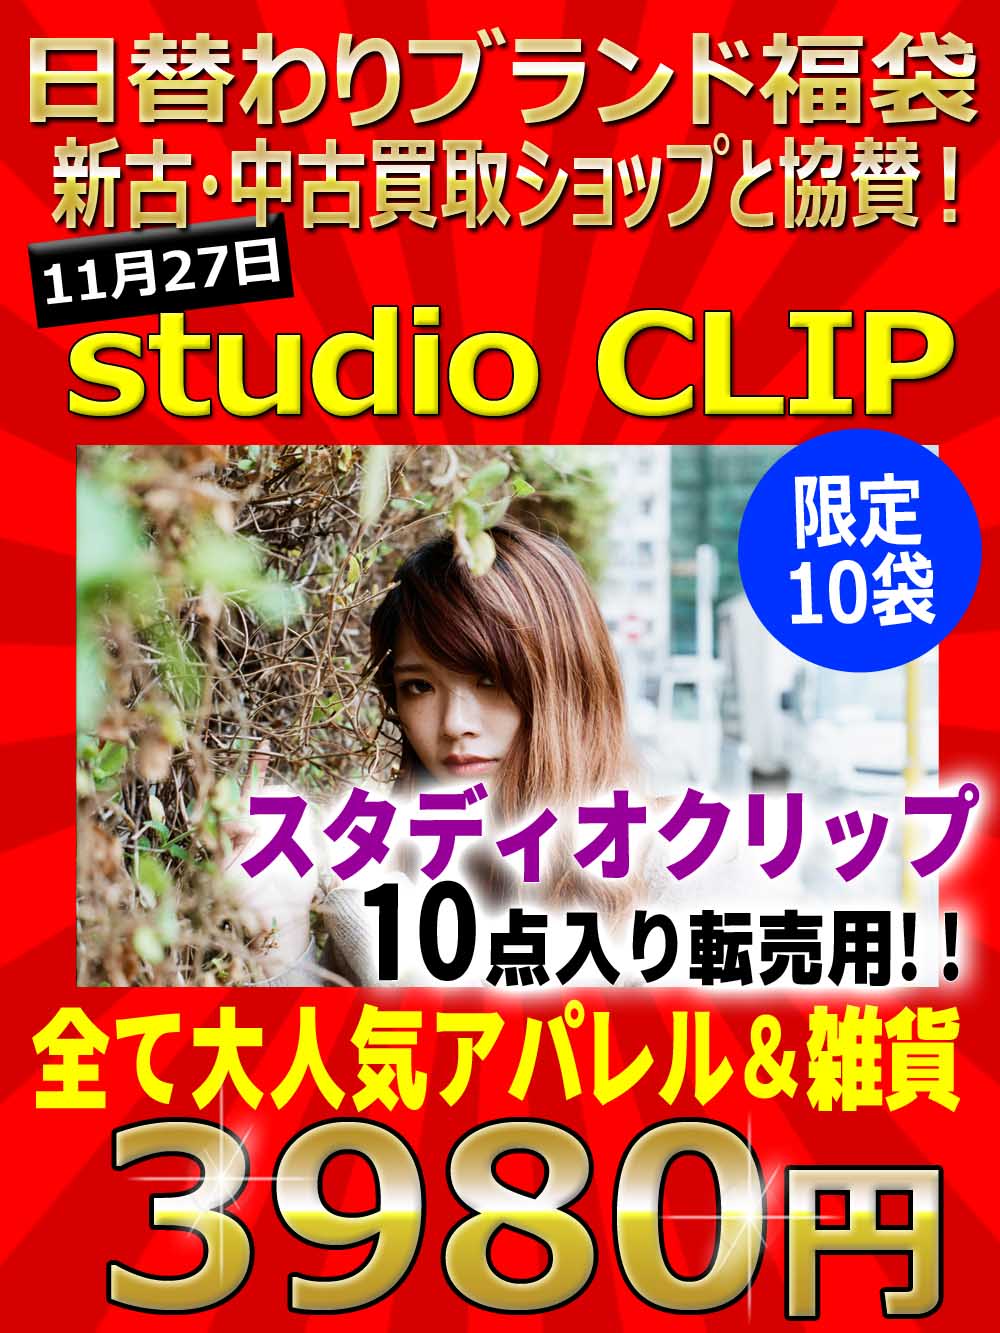 日替わりブランド福袋
新古・中古買取ショップと協賛！
11月27日
studio CLIP
限定
10袋
スタディオクリップ
10点入り転売用!!
全て大人気アパレル＆雑貨
3980円